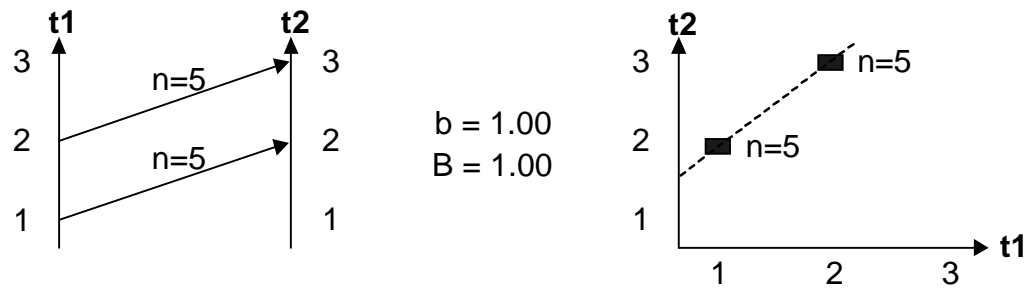 t1 t2
3 3
n=5
2 2
n=5
1 1
b = 1.00
B = 1.00
t2
3 n=5
2 n=5
1
t1
1 2 3